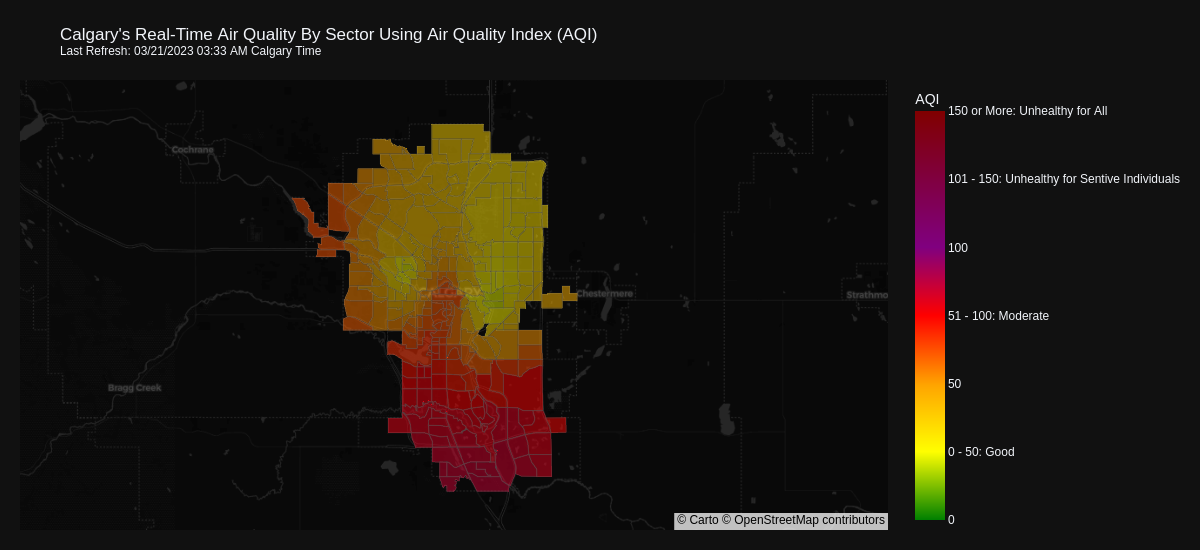 Calgary's Real-Time Air Quality By Sector Using Air Quality Index (AQI)
Last Refresh: 03/21/2023 03:33 AM Calgary Time
AQI
150 or More: Unhealthy for All
Cochrane
101 - 150: Unhealthy for Sentive Individuals
100
CALGARY
Chestermere
Strathmo
51 - 100: Moderate
50
Bragg Creek
0 - 50: Good
0
© Carto © OpenStreetMap contributors